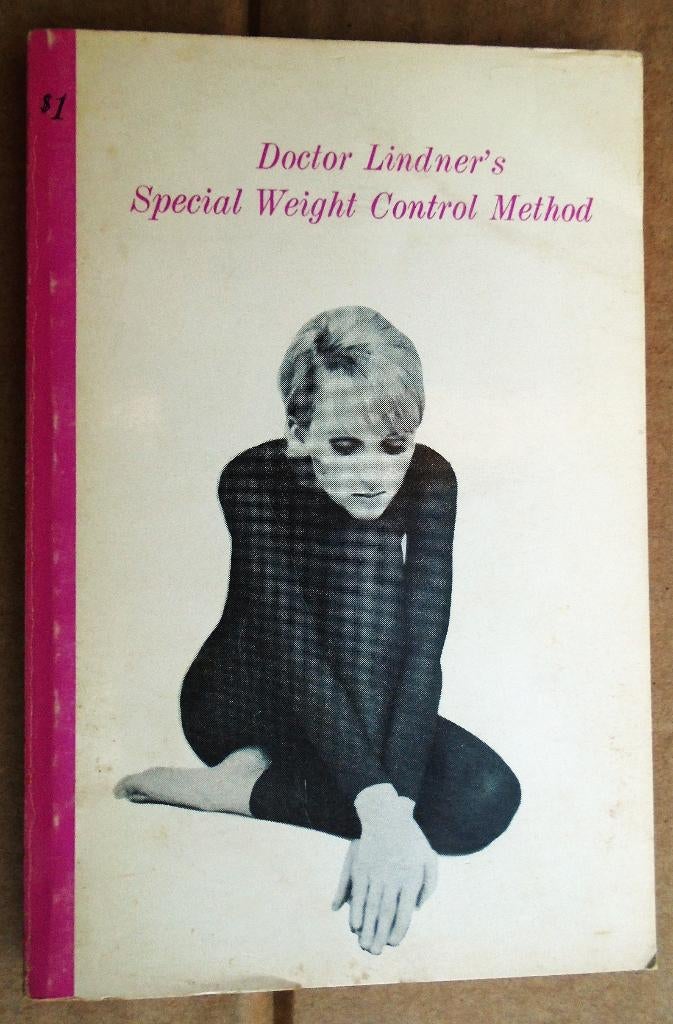 $1
Doctor Lindner's
Special Weight Control Method